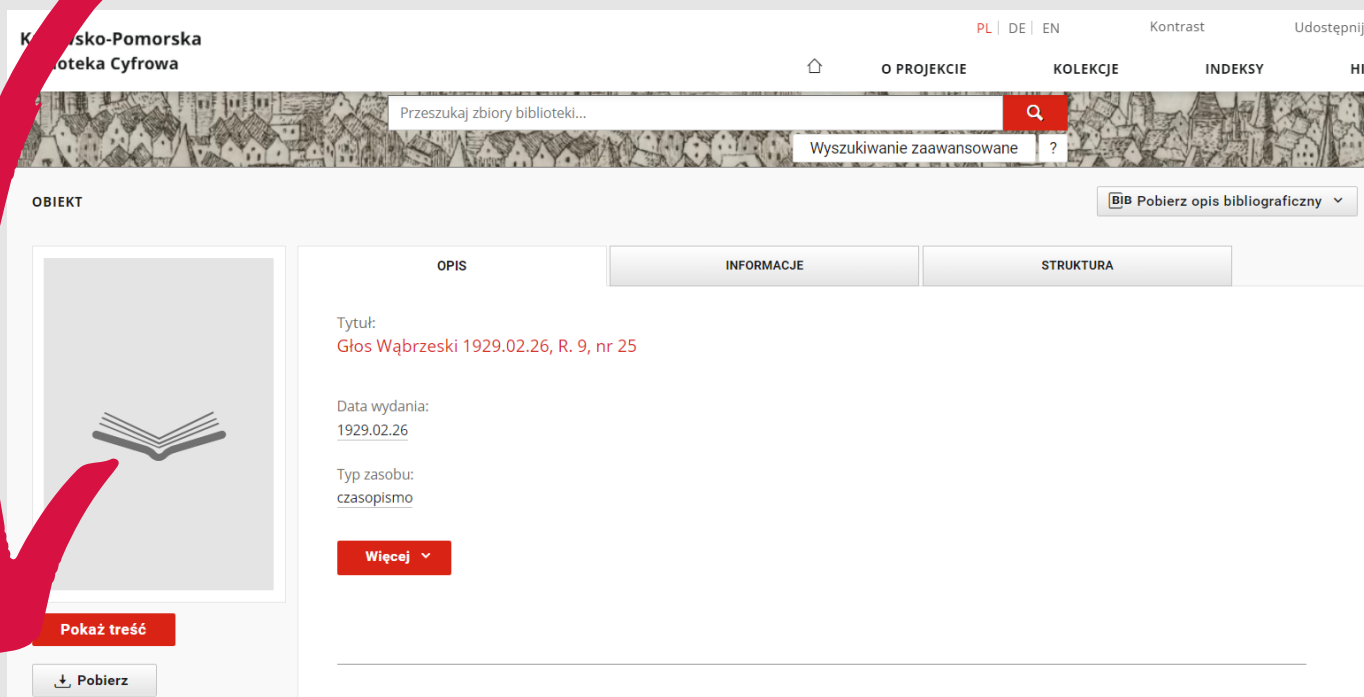 PL | DE | EN Kontrast Udostępnij
sko-Pomorska
oteka Cyfrowa
O PROJEKCIE KOLEKCJE INDEKSY
Przeszukaj zbiory biblioteki...
Wyszukiwanie zaawansowane ?
OBIEKT
BIB Pobierz opis bibliograficzny
OPIS INFORMACJE STRUKTURA
Tytuł:
Głos Wąbrzeski 1929.02.26, R. 9, nr 25
Data wydania:
1929.02.26
Typ zasobu:
czasopismo
Więcej
Pokaż treść
Pobierz